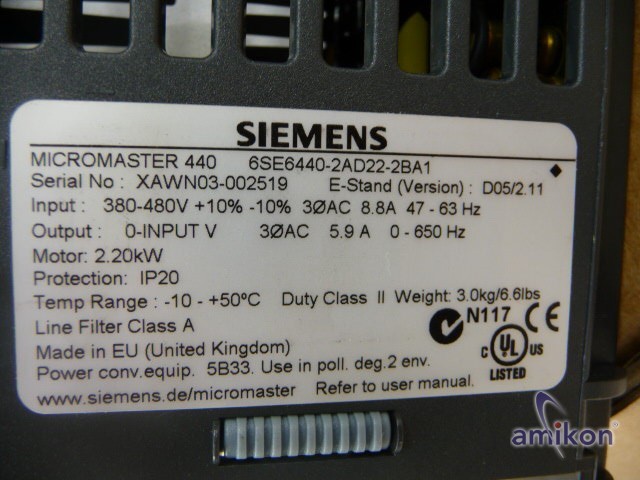 SIEMENS
MICROMASTER 440 6SE6440-2AD22-2BA1
Serial No : XAWN03-002519 E-Stand (Version) : D05/2.11
Input : 380-480V +10% -10% 3ØAC 8.8A 47 - 63 Hz
Output : 0-INPUT V 3ØAC 5.9 A 0 - 650 Hz
Motor: 2.20kW
Protection: IP20
Temp Range : -10 - +50ºC Duty Class II Weight: 3.0kg/6.6lbs
Line Filter Class A
N117 CE
Made in EU (United Kingdom)
C UL US
LISTED
Power conv.equip. 5B33. Use in poll. deg.2 env.
www.siemens.de/micromaster Refer to user manual.
amikon